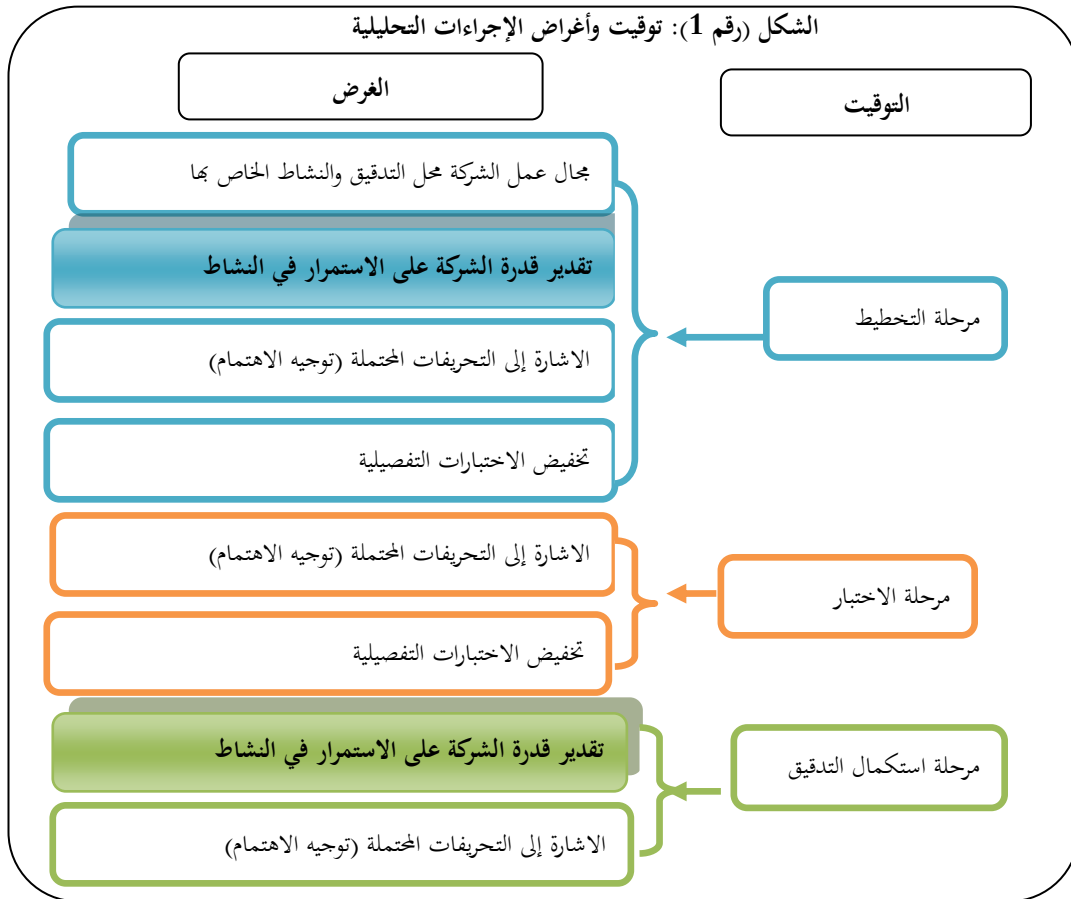 الشكل (رقم 1): توقيت وأغراض الإجراءات التحليلية
التوقيت
الغرض
مرحلة التخطيط
مجال عمل الشركة محل التدقيق والنشاط الخاص بها
تقدير قدرة الشركة على الاستمرار في النشاط
الاشارة إلى التحريفات المحتملة (توجيه الاهتمام)
تخفيض الاختبارات التفصيلية
مرحلة الاختبار
الاشارة إلى التحريفات المحتملة (توجيه الاهتمام)
تخفيض الاختبارات التفصيلية
مرحلة استكمال التدقيق
تقدير قدرة الشركة على الاستمرار في النشاط
الاشارة إلى التحريفات المحتملة (توجيه الاهتمام)